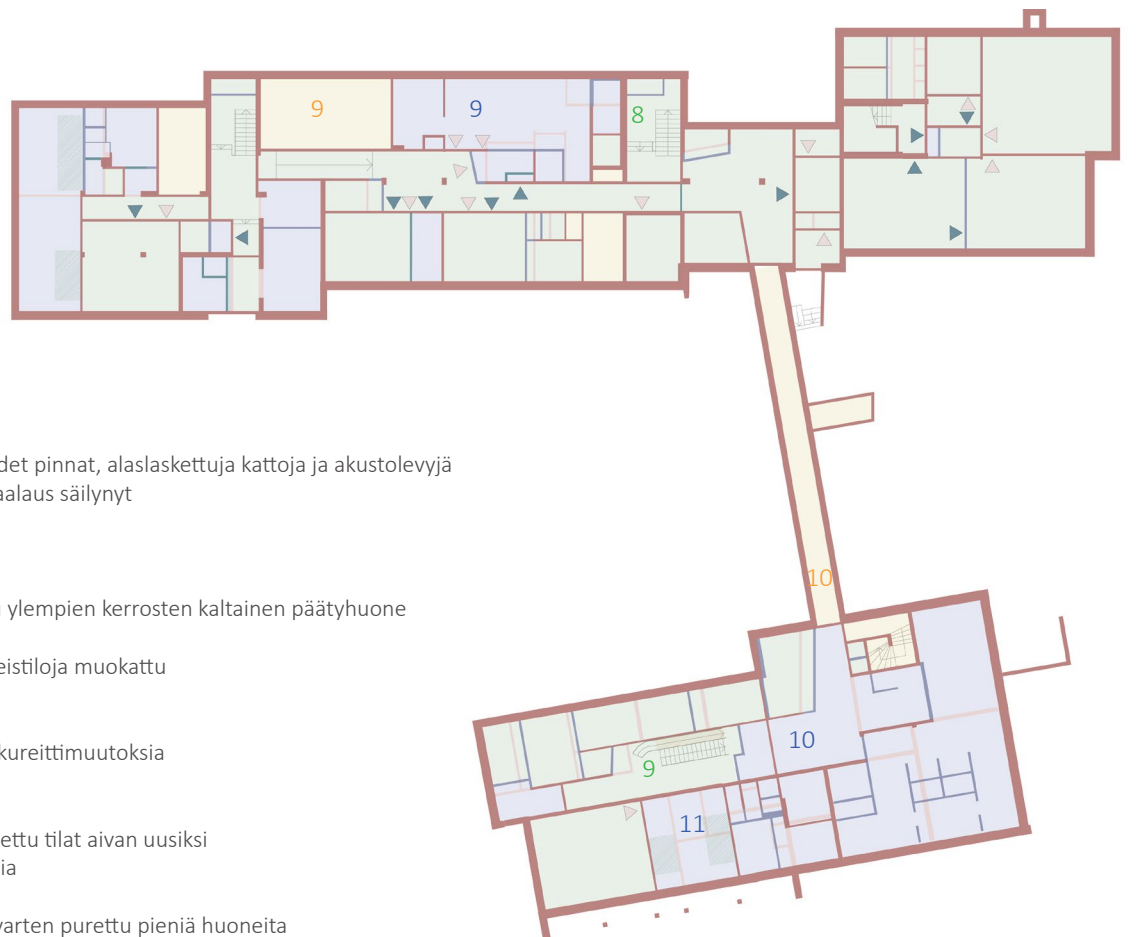 9
9
8
det pinnat, alaslaskettuja kattoja ja akustolevyjä
aalaus säilynyt
10
ylempien kerrosten kaltainen päätyhuone
eistiloja muokattu
10
kureittimuutoksia
9
11
ettu tilat aivan uusiksi
ia
varten purettu pieniä huoneita